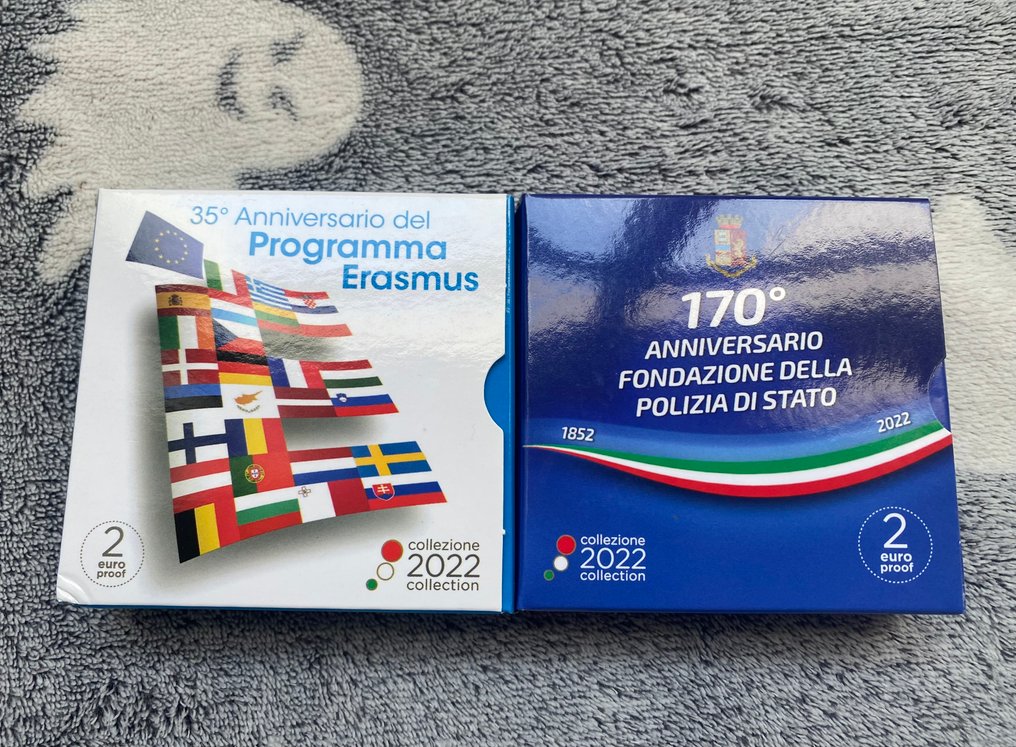 35° Anniversario del
Programma
Erasmus
2
euro
proof
collezione
2022
collection
170°
ANNIVERSARIO
FONDAZIONE DELLA
POLIZIA DI STATO
1852
2022
collezione
2022
collection
2
euro
proof